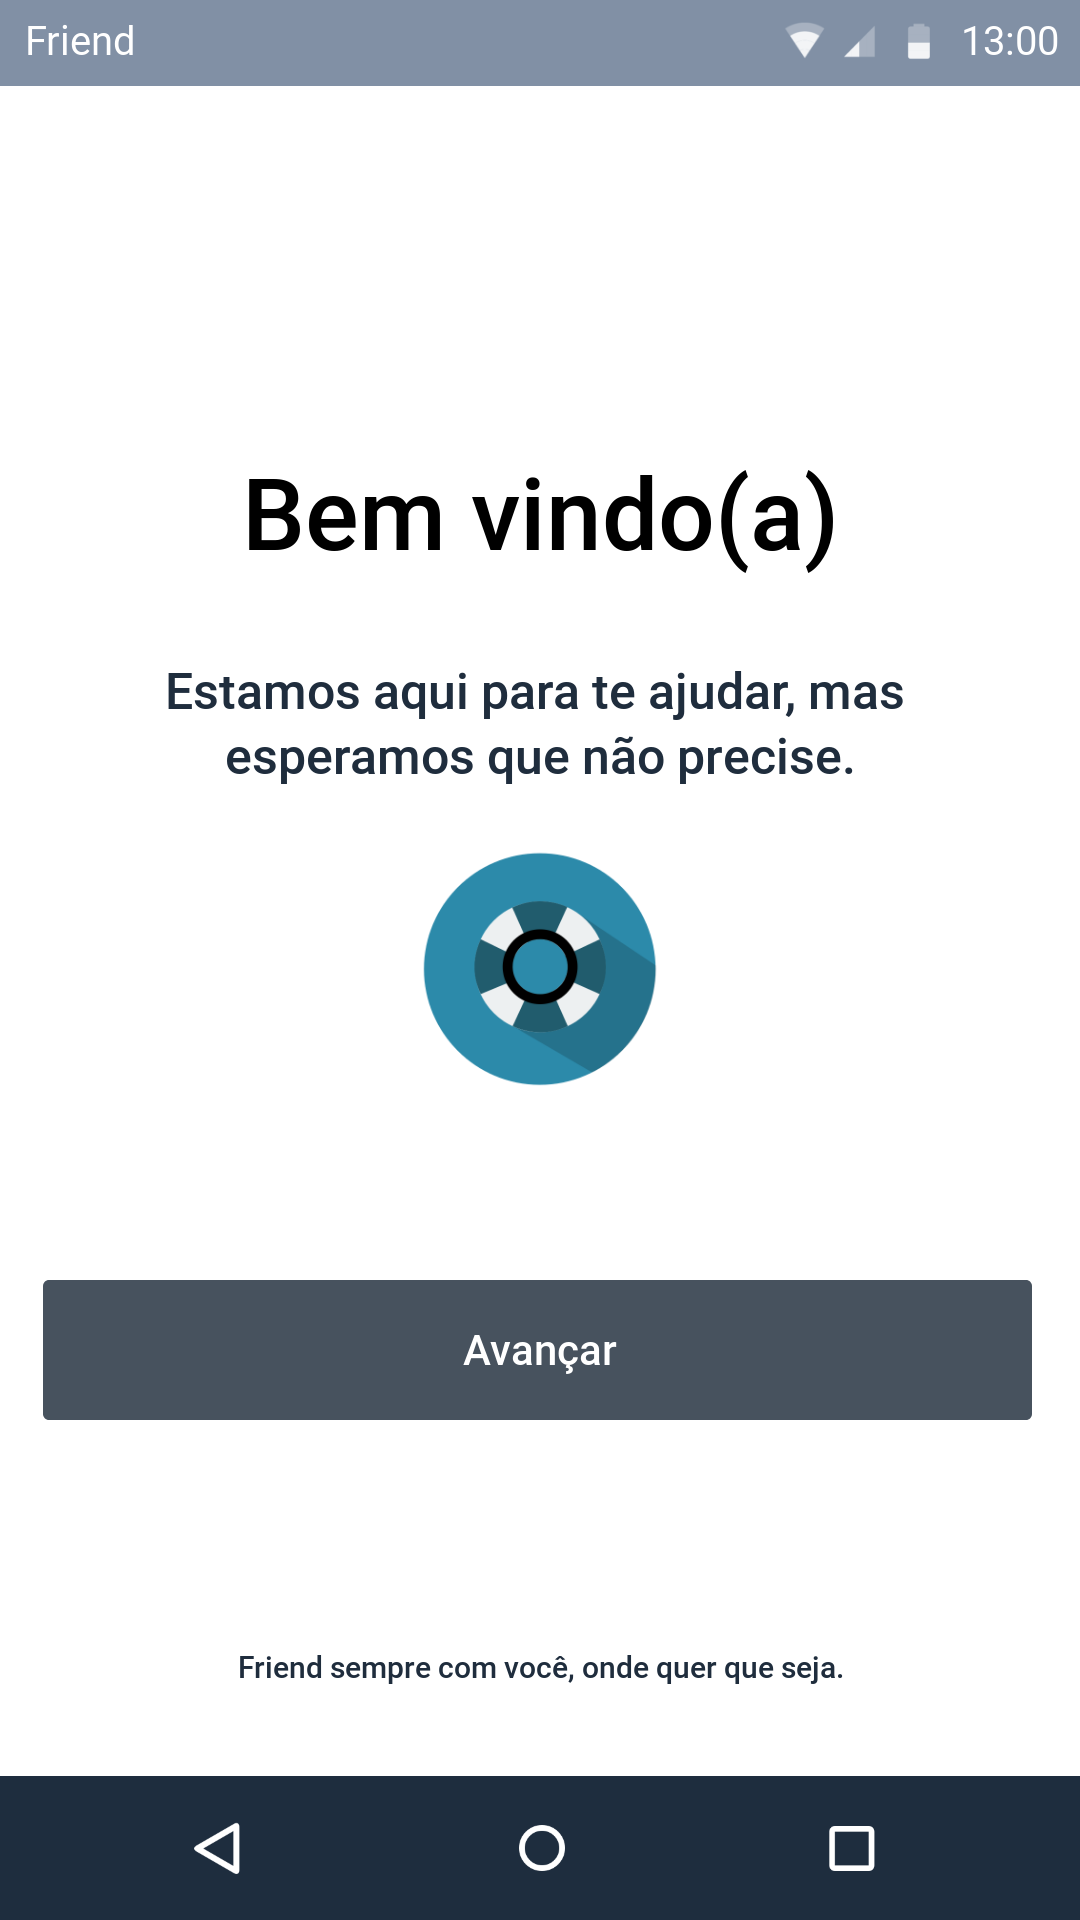 Friend 13:00
Bem vindo(a)
Estamos aqui para te ajudar, mas
esperamos que não precise.
Avançar
Friend sempre com você, onde quer que seja.